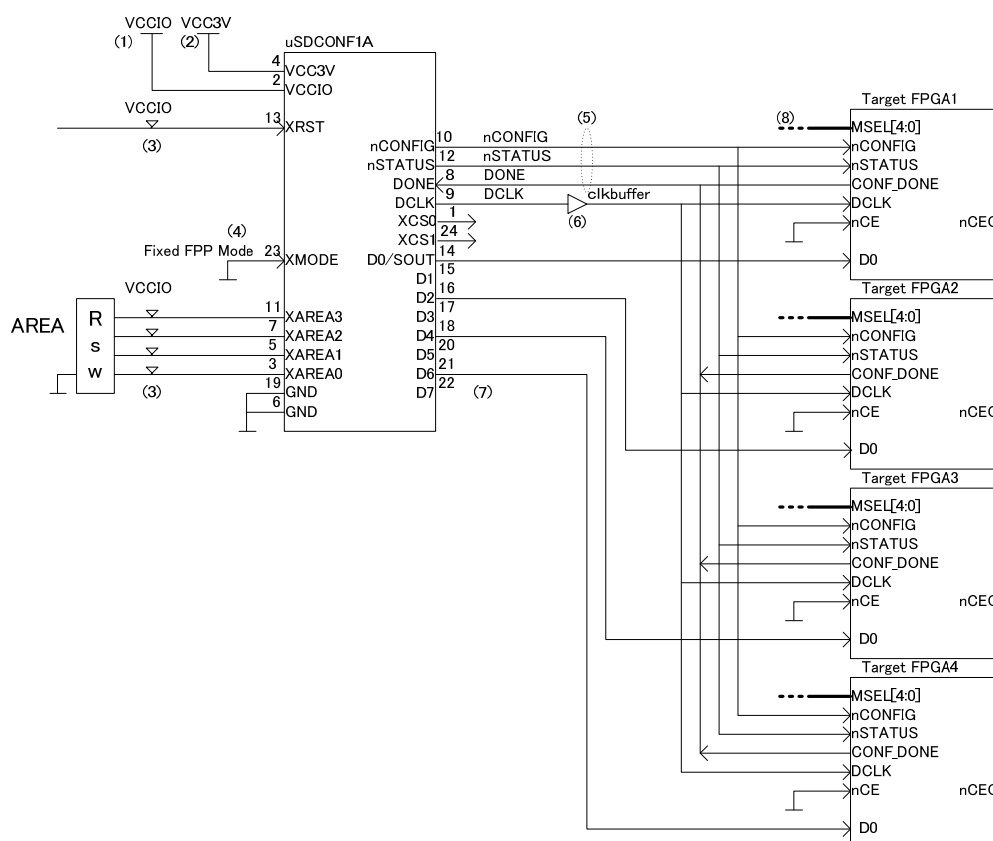 VCCIO VCC3V
(1) (2)
uSDCONF1A
4 VCC3V
2 VCCIO
VCCIO
13 XRST
(3)
nCONFIG 10 nCONFIG
nSTATUS 12 nSTATUS
DONE 8 DONE
DCLK 9 DCLK
(5)
clkbuffer
(6)
XCS0 1
XCS1 24
(4)
Fixed FPP Mode 23 XMODE
D0/SOUT 14
D1 15
D2 16
D3 17
D4 18
D5 20
D6 21
D7 22
(7)
VCCIO
AREA
R
s
w
11 XAREA3
7 XAREA2
5 XAREA1
3 XAREA0
(3)
19 GND
6 GND
Target FPGA1
(8)
MSEL[4:0]
nCONFIG
nSTATUS
CONF_DONE
DCLK
nCE nCEO
D0
Target FPGA2
MSEL[4:0]
nCONFIG
nSTATUS
CONF_DONE
DCLK
nCE nCEO
D0
Target FPGA3
MSEL[4:0]
nCONFIG
nSTATUS
CONF_DONE
DCLK
nCE nCEO
D0
Target FPGA4
MSEL[4:0]
nCONFIG
nSTATUS
CONF_DONE
DCLK
nCE nCEO
D0